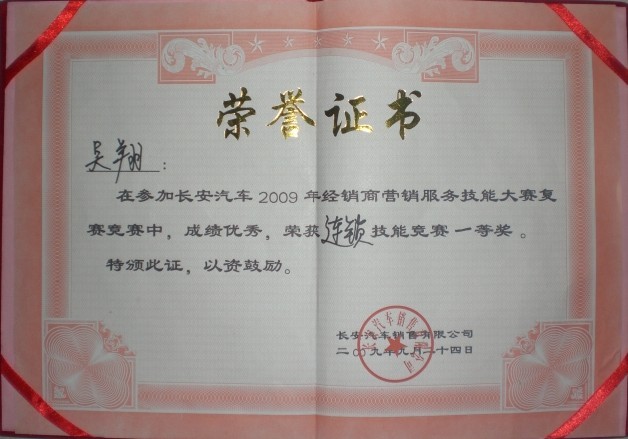 荣誉证书
吴翔：
在参加长安汽车2009年经销商营销服务技能大赛复
赛竞赛中，成绩优秀，荣获连锁技能竞赛一等奖。
特颁此证，以资鼓励。
长安汽车销售有限公司
二〇〇九年九月二十四日